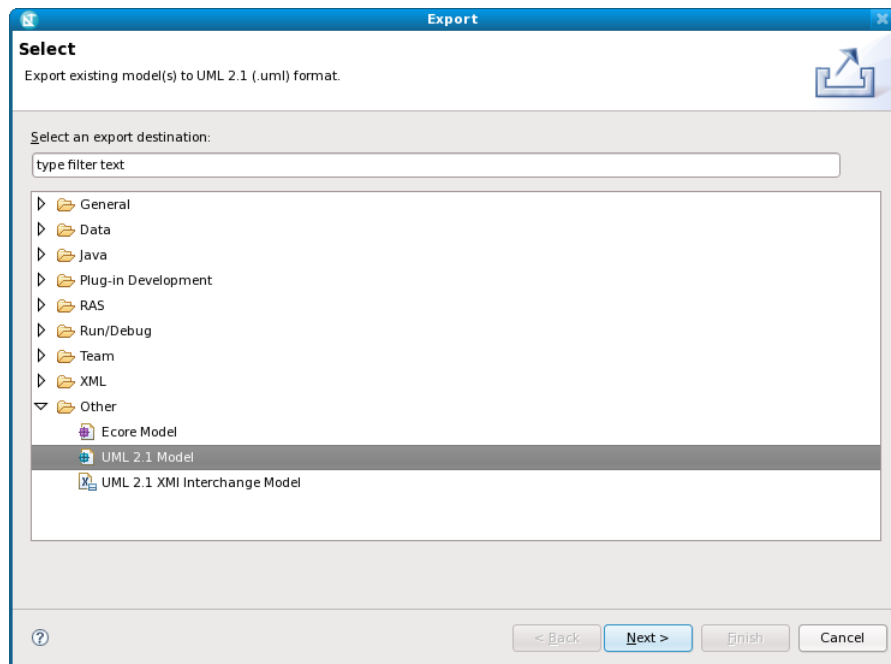 Export
Select
Export existing model(s) to UML 2.1 (.uml) format.
Select an export destination:
type filter text
General
Data
Java
Plug-in Development
RAS
Run/Debug
Team
XML
Other
Ecore Model
UML 2.1 Model
UML 2.1 XMI Interchange Model
< Back Next > Finish Cancel